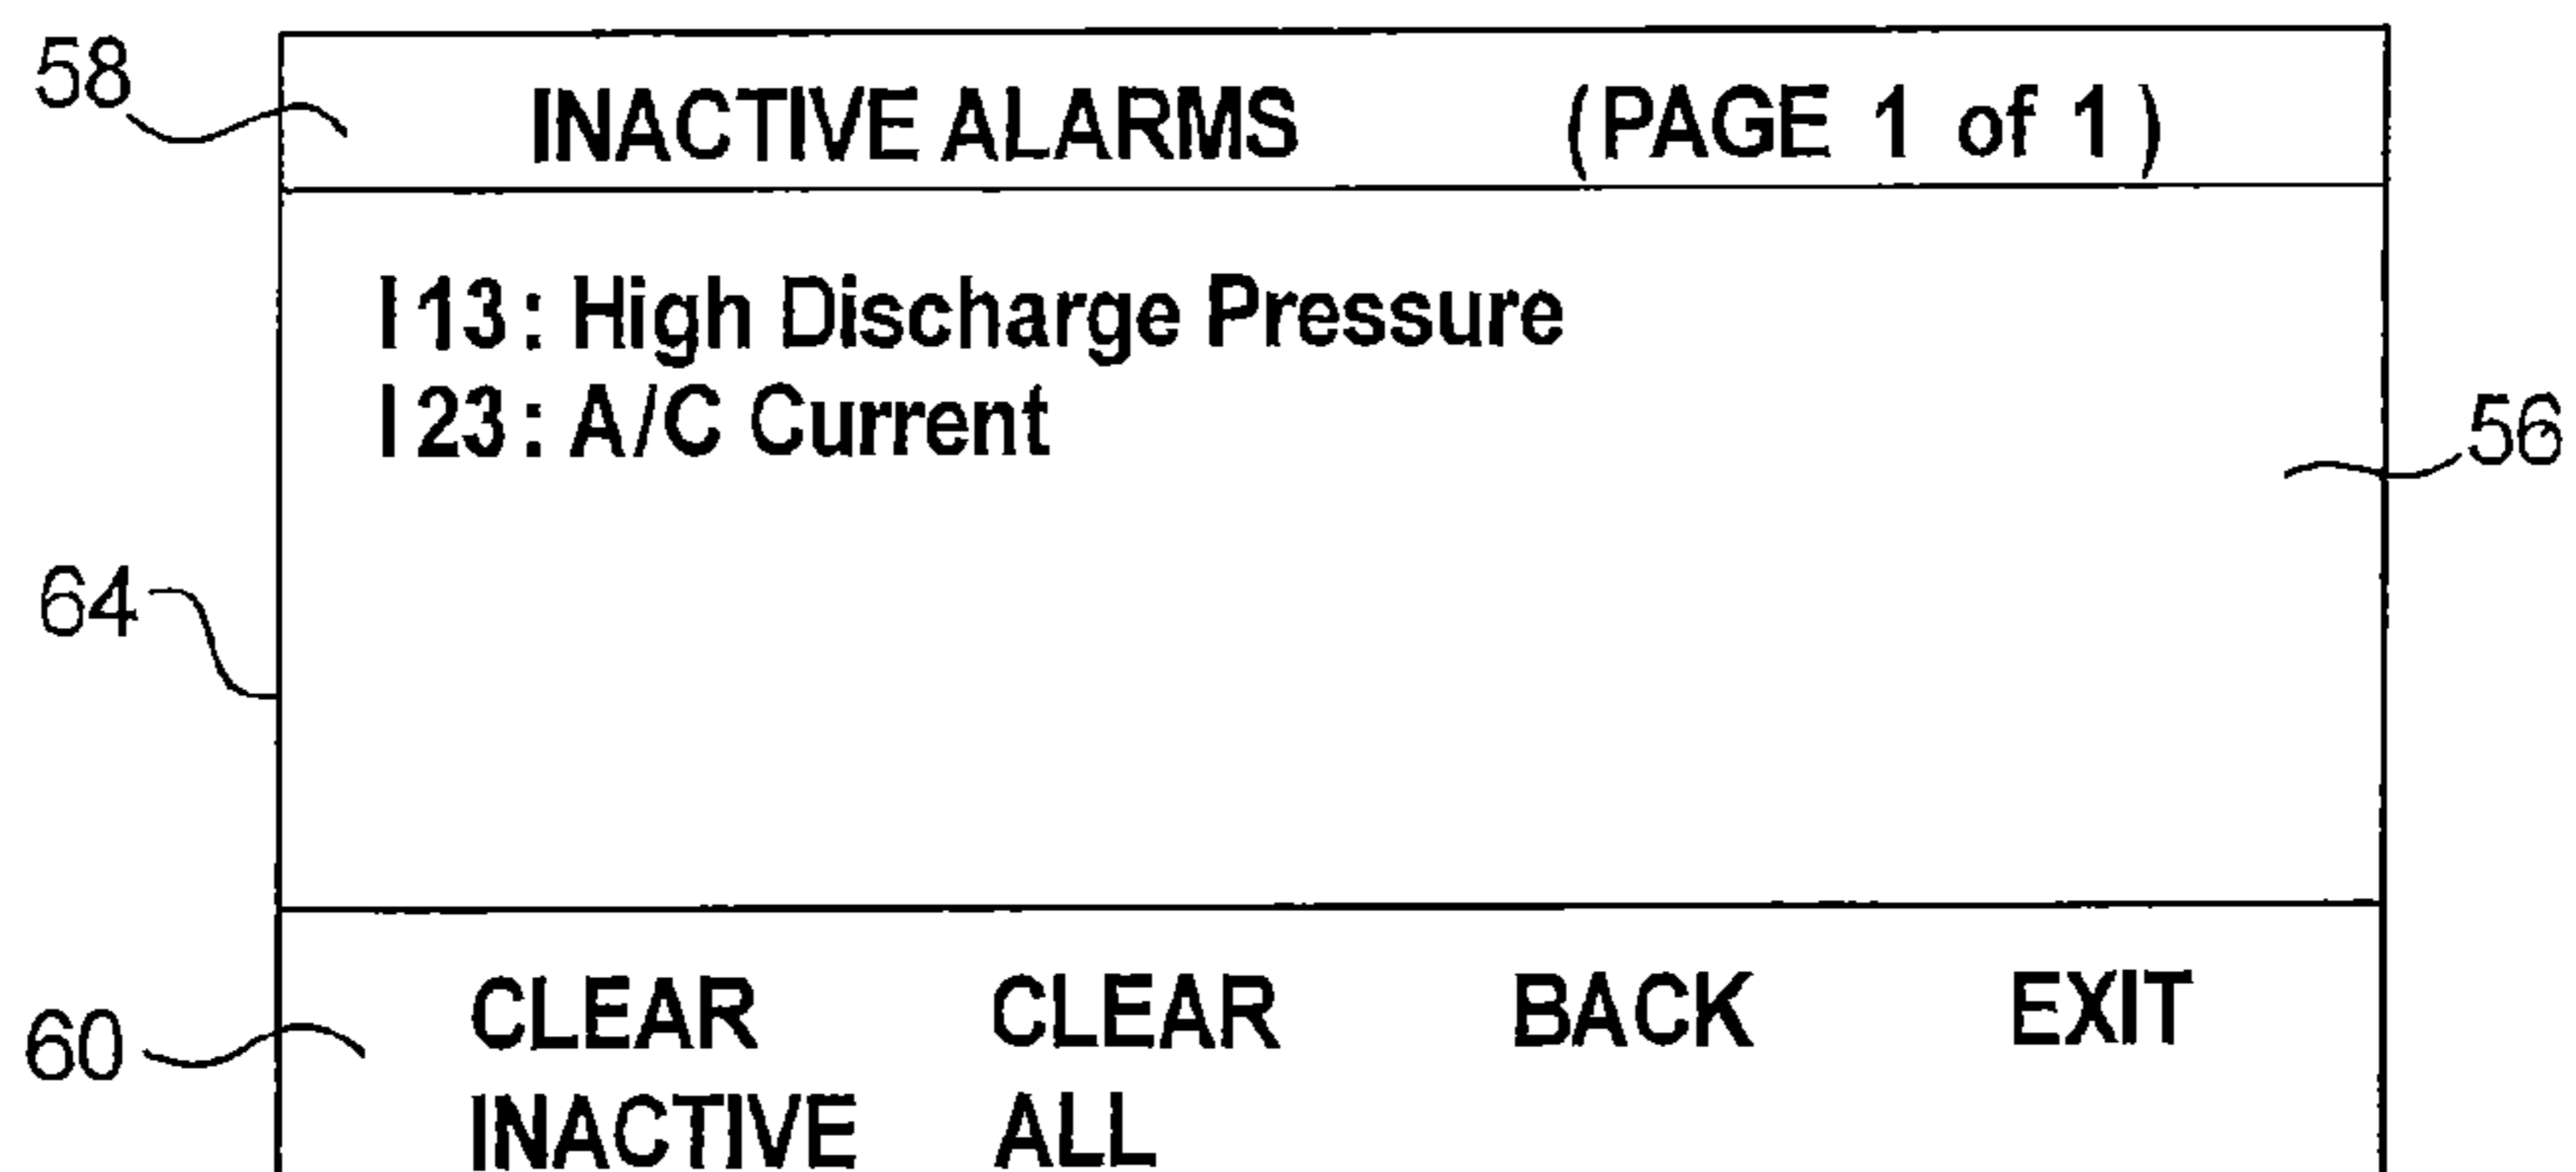 58
INACTIVE ALARMS (PAGE 1 of 1)
I13: High Discharge Pressure
I23: A/C Current
56
64
60
CLEAR INACTIVE
CLEAR ALL
BACK
EXIT